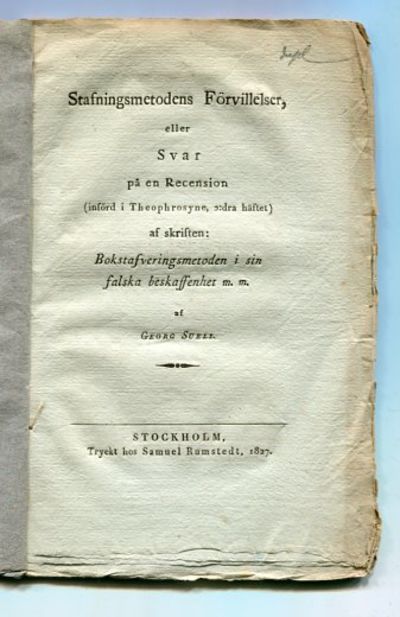 Stafningsmetodens Förvillelser,
eller
Svar
på en Recension
(införd i Theophrosyne, 2:dra häftet)
af skriften:
Bokstafveringsmetoden i sin
falska beskaffenhet m. m.
af
GEORG
STOCKHOLM,
Tryckt hos Samuel Rumstedt, 1827.